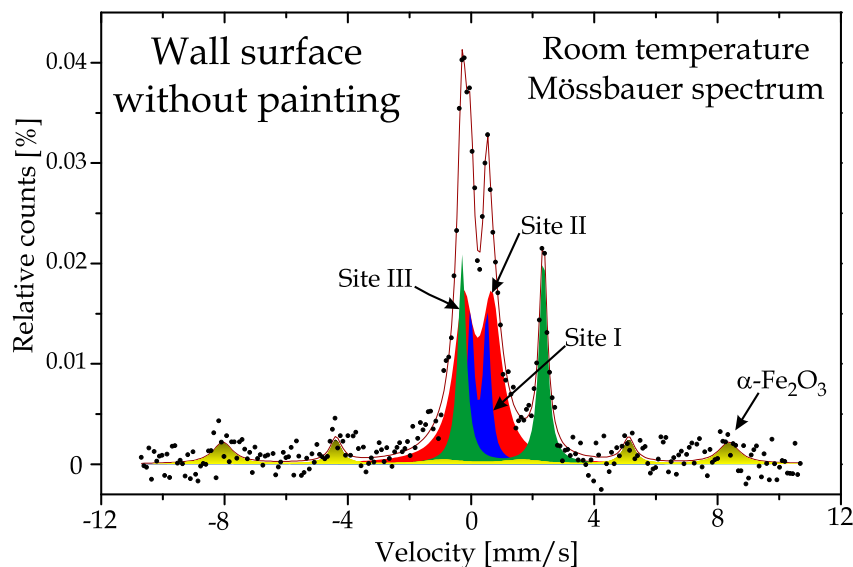 Wall surface
without painting
Room temperature
Mössbauer spectrum
Relative counts [%]
0.04
0.03
0.02
0.01
0
Site II
Site III
Site I
α-Fe₂O₃
-12
-8
-4
0
4
8
12
Velocity [mm/s]